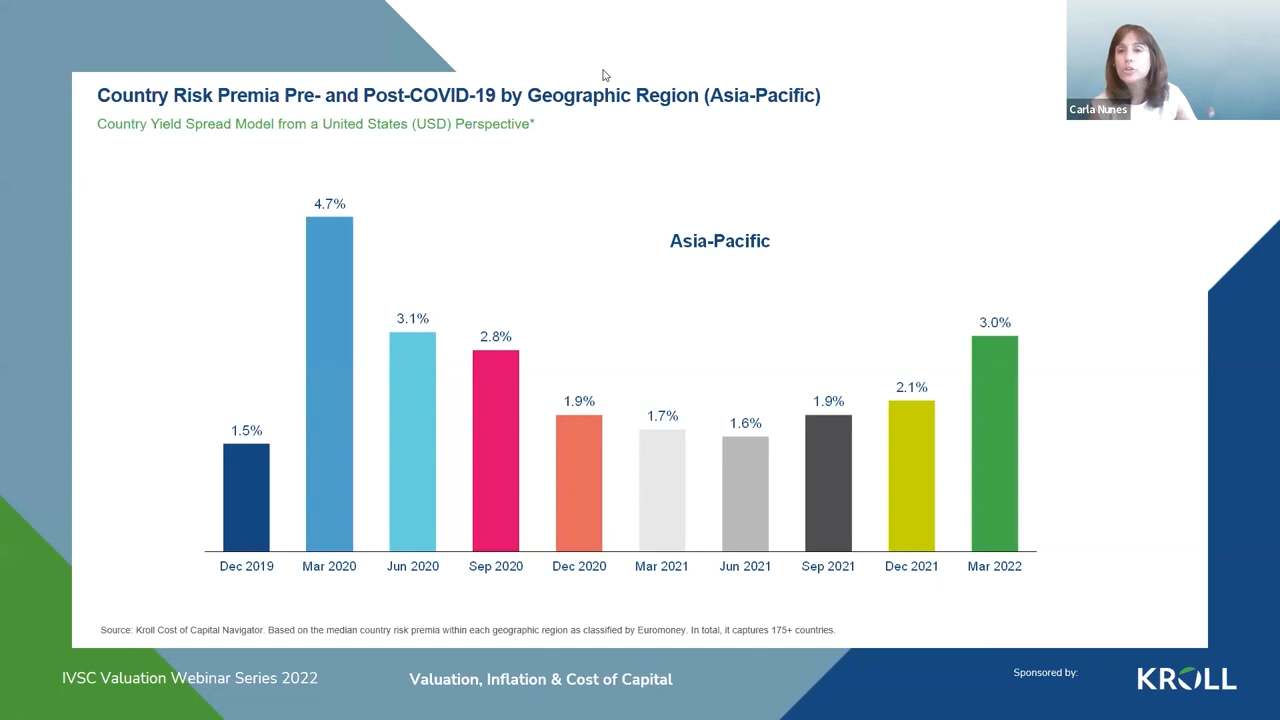 Carla Nunes
Country Risk Premia Pre- and Post-COVID-19 by Geographic Region (Asia-Pacific)
Country Yield Spread Model from a United States (USD) Perspective*
Asia-Pacific
1.5%
4.7%
3.1%
2.8%
1.9%
1.7%
1.6%
1.9%
2.1%
3.0%
Dec 2019
Mar 2020
Jun 2020
Sep 2020
Dec 2020
Mar 2021
Jun 2021
Sep 2021
Dec 2021
Mar 2022
Source: Kroll Cost of Capital Navigator. Based on the median country risk premia within each geographic region as classified by Euromoney. In total, it captures 175+ countries.
IVSC Valuation Webinar Series 2022
Valuation, Inflation & Cost of Capital
Sponsored by:
KROLL